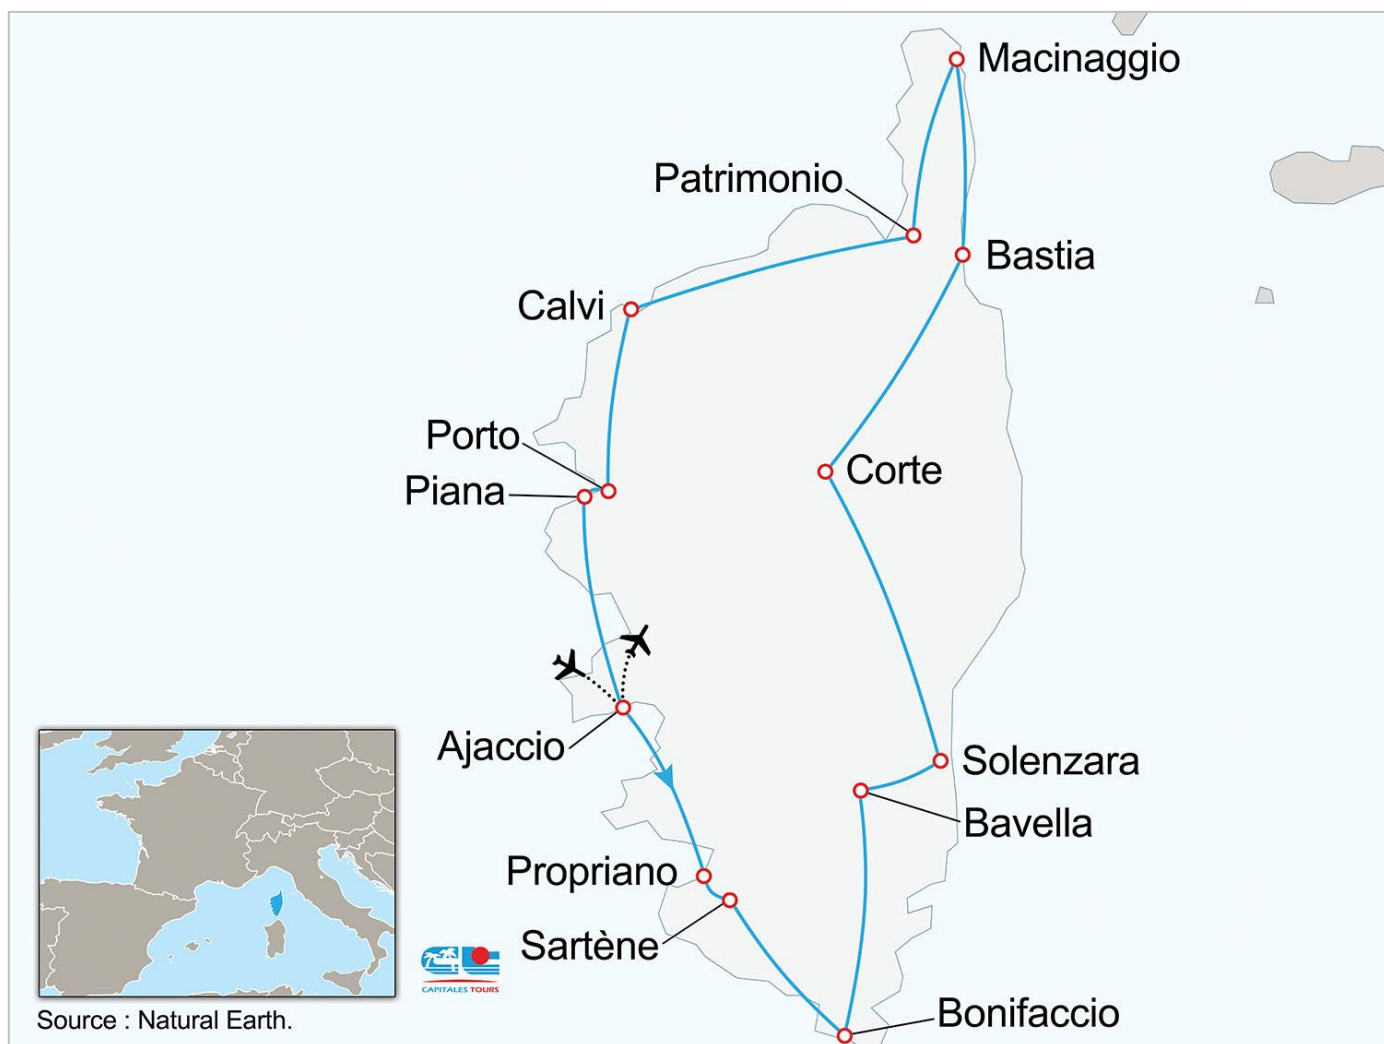 Macinaggio
Patrimonio
Bastia
Calvi
Porto
Corte
Piana
Ajaccio
Solenzara
Bavella
Propriano
Sartène
CAPITALES TOURS
Bonifaccio
Source : Natural Earth.